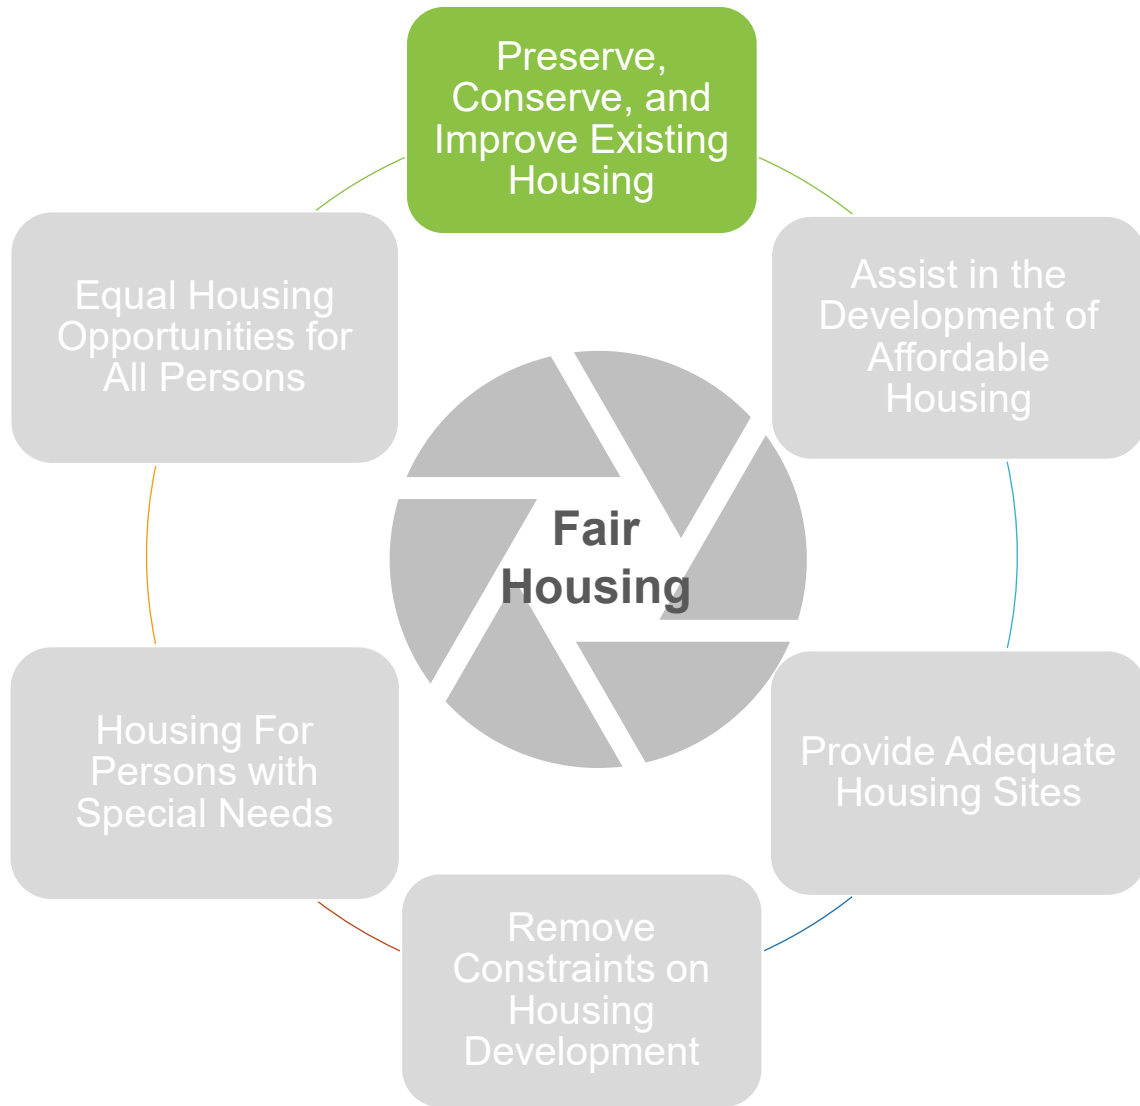 Preserve,
Conserve, and
Improve Existing
Housing
Assist in the
Development of
Affordable
Housing
Provide Adequate
Housing Sites
Remove
Constraints on
Housing
Development
Housing For
Persons with
Special Needs
Equal Housing
Opportunities for
All Persons
Fair
Housing